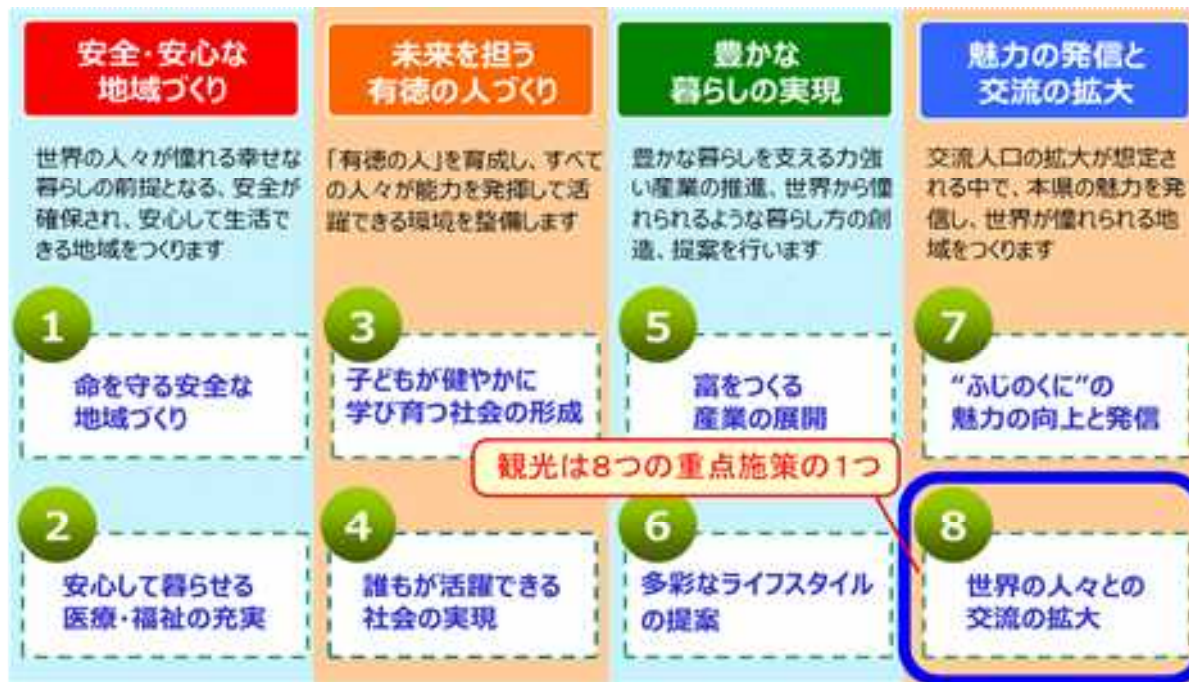 安全・安心な
地域づくり
世界の人々が憧れる幸せな
暮らしの前提となる、安全が
確保され、安心して生活で
きる地域をつくります
1
命を守る安全な
地域づくり
2
安心して暮らせる
医療・福祉の充実
未来を担う
有徳の人づくり
「有徳の人」を育成し、すべて
の人々が能力を発揮して活
躍できる環境を整備します
3
子どもが健やかに
学び育つ社会の形成
4
誰もが活躍できる
社会の実現
豊かな
暮らしの実現
豊かな暮らしを支える力強
い産業の推進、世界から憧
れられるような暮らし方の創
造、提案を行います
5
富をつくる
産業の展開
観光は8つの重点施策の1つ
6
多彩なライフスタイル
の提案
魅力の発信と
交流の拡大
交流人口の拡大が想定さ
れる中で、本県の魅力を発
信し、世界が憧れられる地
域をつくります
7
“ふじのくに”の
魅力の向上と発信
8
世界の人々との
交流の拡大